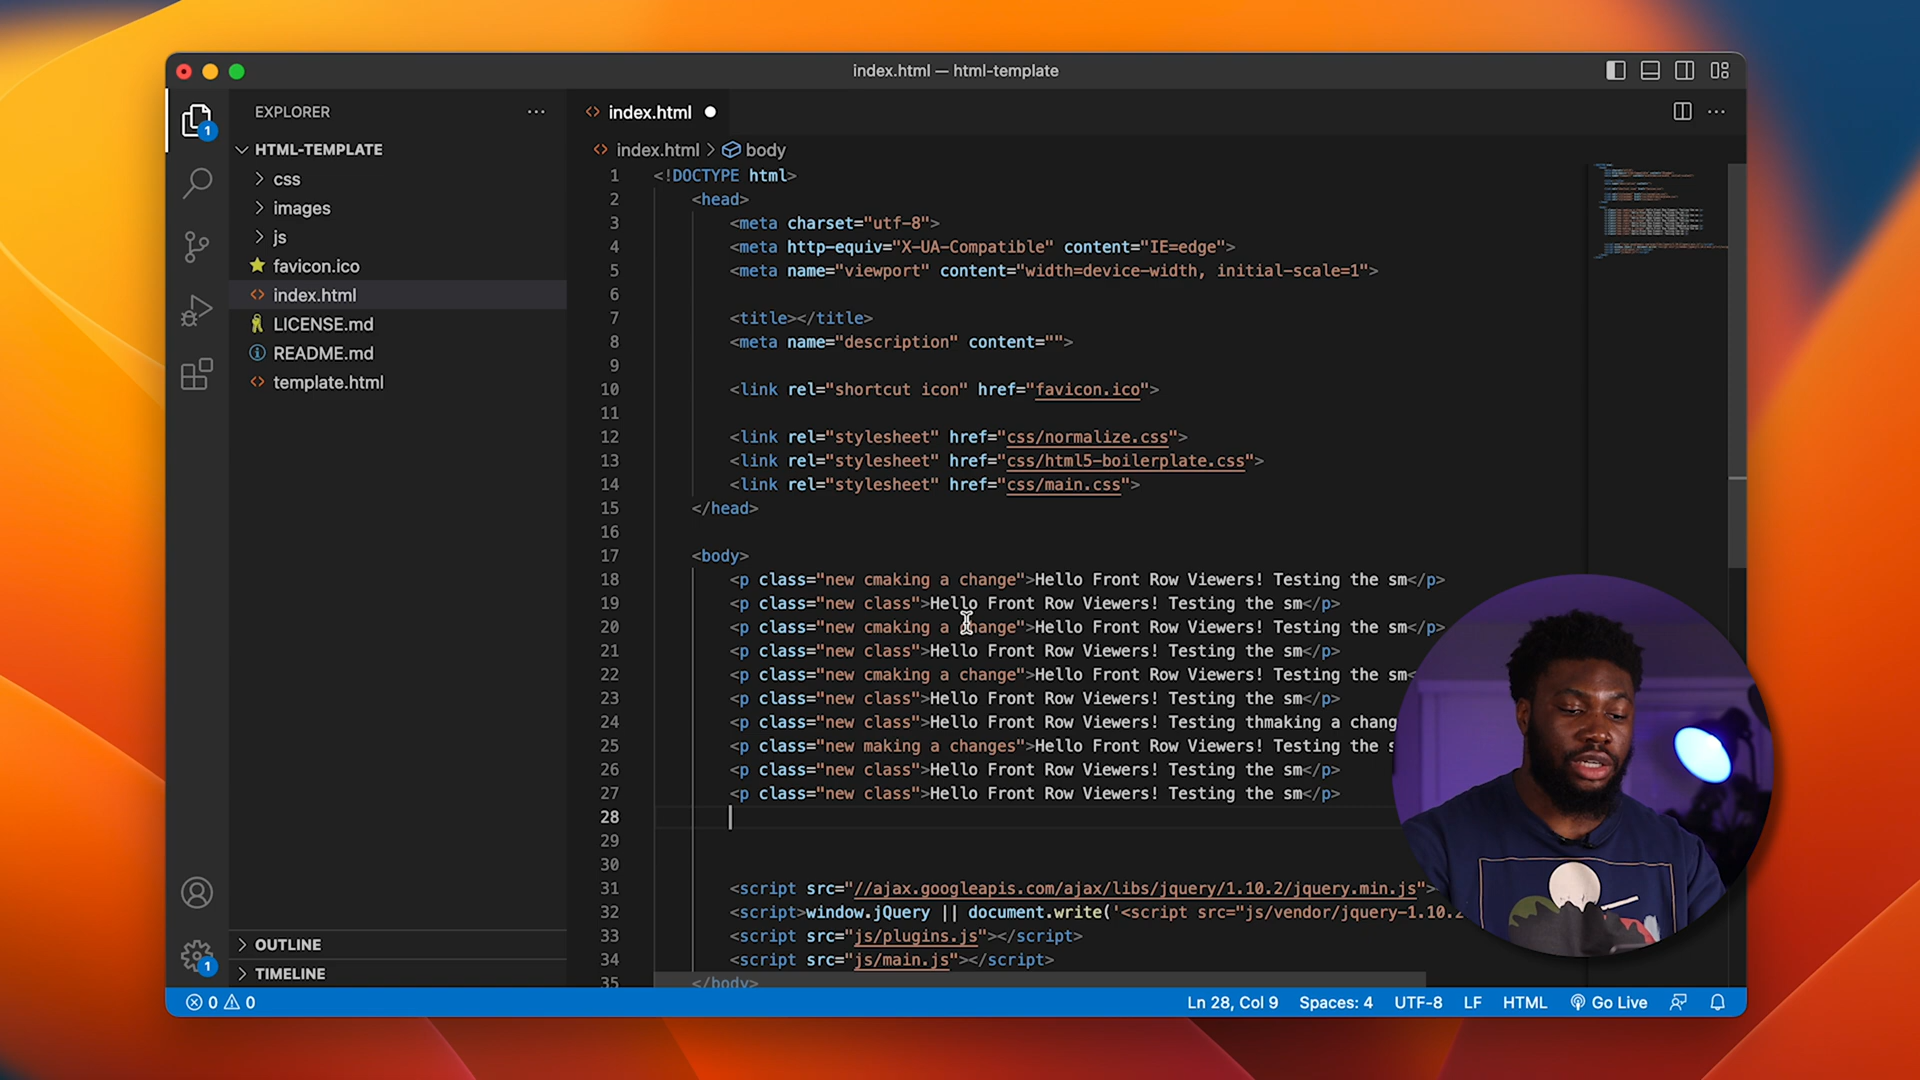 index.html — html-template
EXPLORER
index.html
1
HTML-TEMPLATE
css
images
js
favicon.ico
index.html
LICENSE.md
README.md
template.html
OUTLINE
TIMELINE
1
index.html > body
1 <!DOCTYPE html>
2 <head>
3 <meta charset="utf-8">
4 <meta http-equiv="X-UA-Compatible" content="IE=edge">
5 <meta name="viewport" content="width=device-width, initial-scale=1">
6
7 <title></title>
8 <meta name="description" content="">
9
10 <link rel="shortcut icon" href="favicon.ico">
11
12 <link rel="stylesheet" href="css/normalize.css">
13 <link rel="stylesheet" href="css/html5-boilerplate.css">
14 <link rel="stylesheet" href="css/main.css">
15 </head>
16
17 <body>
18 <p class="new cmaking a change">Hello Front Row Viewers! Testing the sm</p>
19 <p class="new class">Hello Front Row Viewers! Testing the sm</p>
20 <p class="new cmaking a change">Hello Front Row Viewers! Testing the sm</p>
21 <p class="new class">Hello Front Row Viewers! Testing the sm</p>
22 <p class="new cmaking a change">Hello Front Row Viewers! Testing the sm<
23 <p class="new class">Hello Front Row Viewers! Testing the sm</p>
24 <p class="new class">Hello Front Row Viewers! Testing thmaking a chang
25 <p class="new making a changes">Hello Front Row Viewers! Testing the s
26 <p class="new class">Hello Front Row Viewers! Testing the sm</p>
27 <p class="new class">Hello Front Row Viewers! Testing the sm</p>
28
29
30
31 <script src="//ajax.googleapis.com/ajax/libs/jquery/1.10.2/jquery.min.js">
32 <script>window.jQuery || document.write('<script src="js/vendor/jquery-1.10.2
33 <script src="js/plugins.js"></script>
34 <script src="js/main.js"></script>
35 </body>
0 0
Ln 28, Col 9 Spaces: 4 UTF-8 LF HTML Go Live